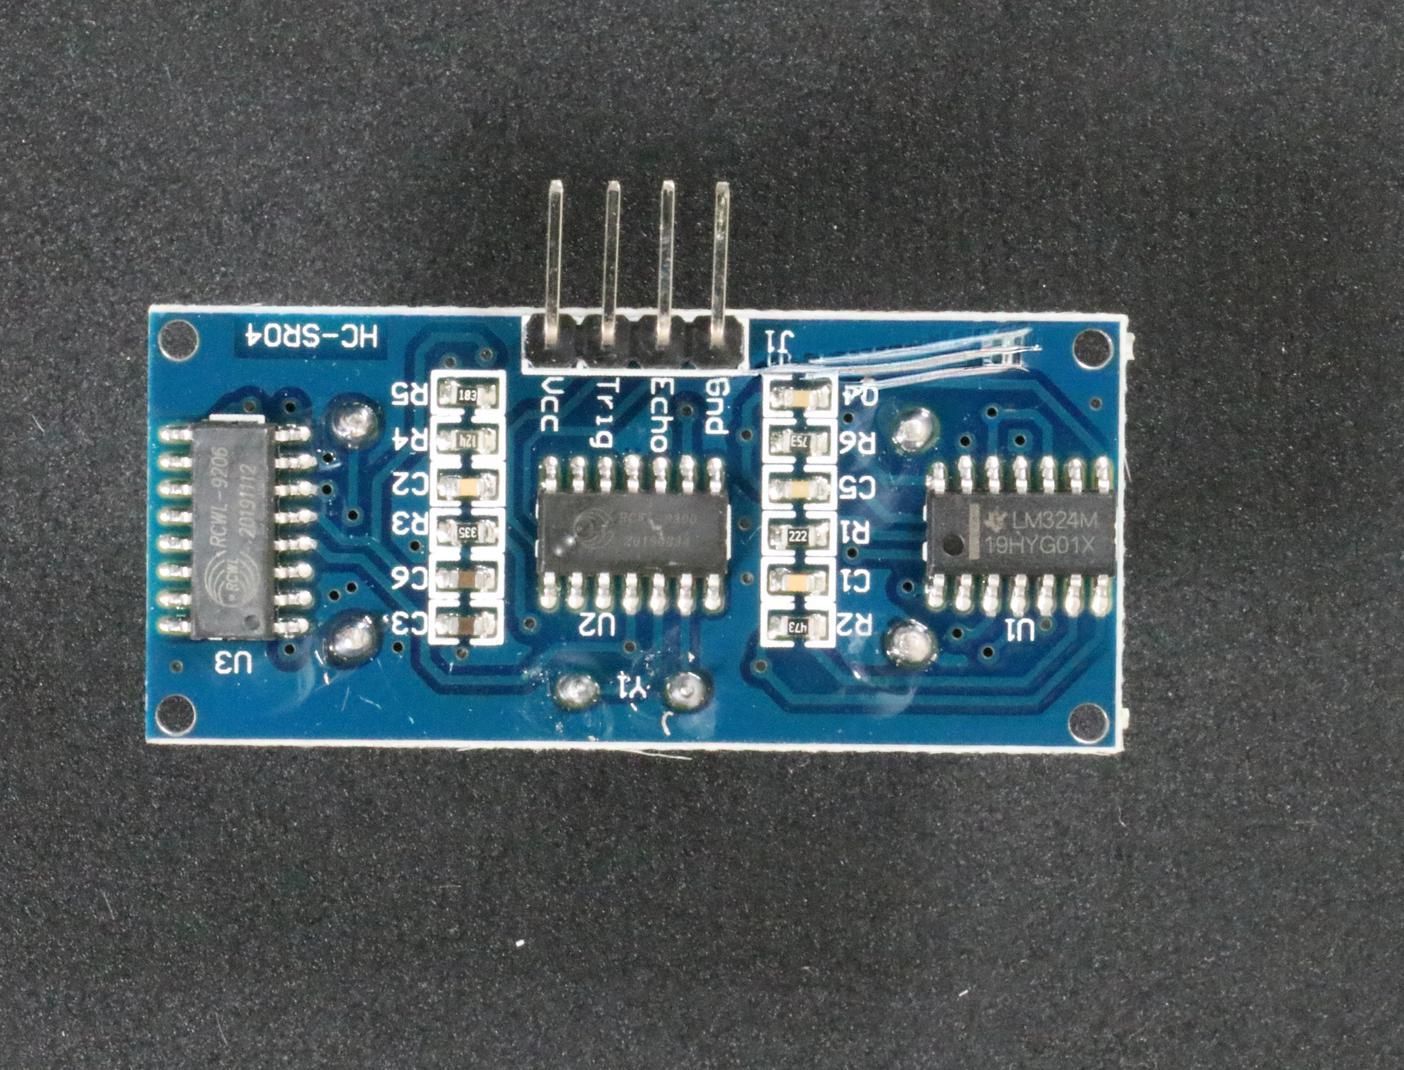 HC-SR04
J1
Vcc
Trig
Echo
Gnd
R5
103
R4
124
C2
R3
335
C6
C3
R6
753
C5
R1
222
C1
R2
473
RCWL-9206
20191112
RCWL
U3
U2
Y1
LM324M
19HYG01X
U1